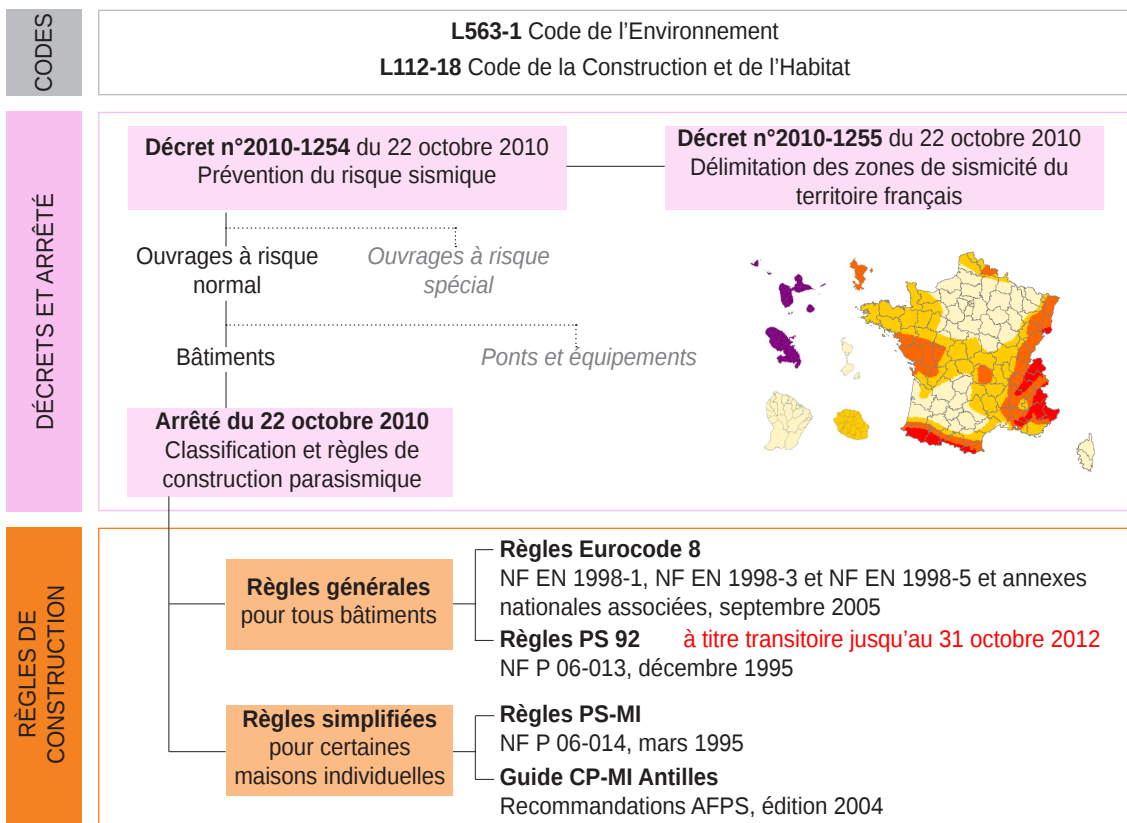 CODES
L563-1 Code de l'Environnement
L112-18 Code de la Construction et de l'Habitat
DÉCRETS ET ARRÊTÉ
Décret n°2010-1254 du 22 octobre 2010
Prévention du risque sismique
Décret n°2010-1255 du 22 octobre 2010
Délimitation des zones de sismicité du
territoire français
Ouvrages à risque
normal
Ouvrages à risque
spécial
Bâtiments
Ponts et équipements
Arrêté du 22 octobre 2010
Classification et règles de
construction parasismique
RÈGLES DE
CONSTRUCTION
Règles générales
pour tous bâtiments
Règles Eurocode 8
NF EN 1998-1, NF EN 1998-3 et NF EN 1998-5 et annexes
nationales associées, septembre 2005
Règles PS 92 à titre transitoire jusqu'au 31 octobre 2012
NF P 06-013, décembre 1995
Règles simplifiées
pour certaines
maisons individuelles
Règles PS-MI
NF P 06-014, mars 1995
Guide CP-MI Antilles
Recommandations AFPS, édition 2004